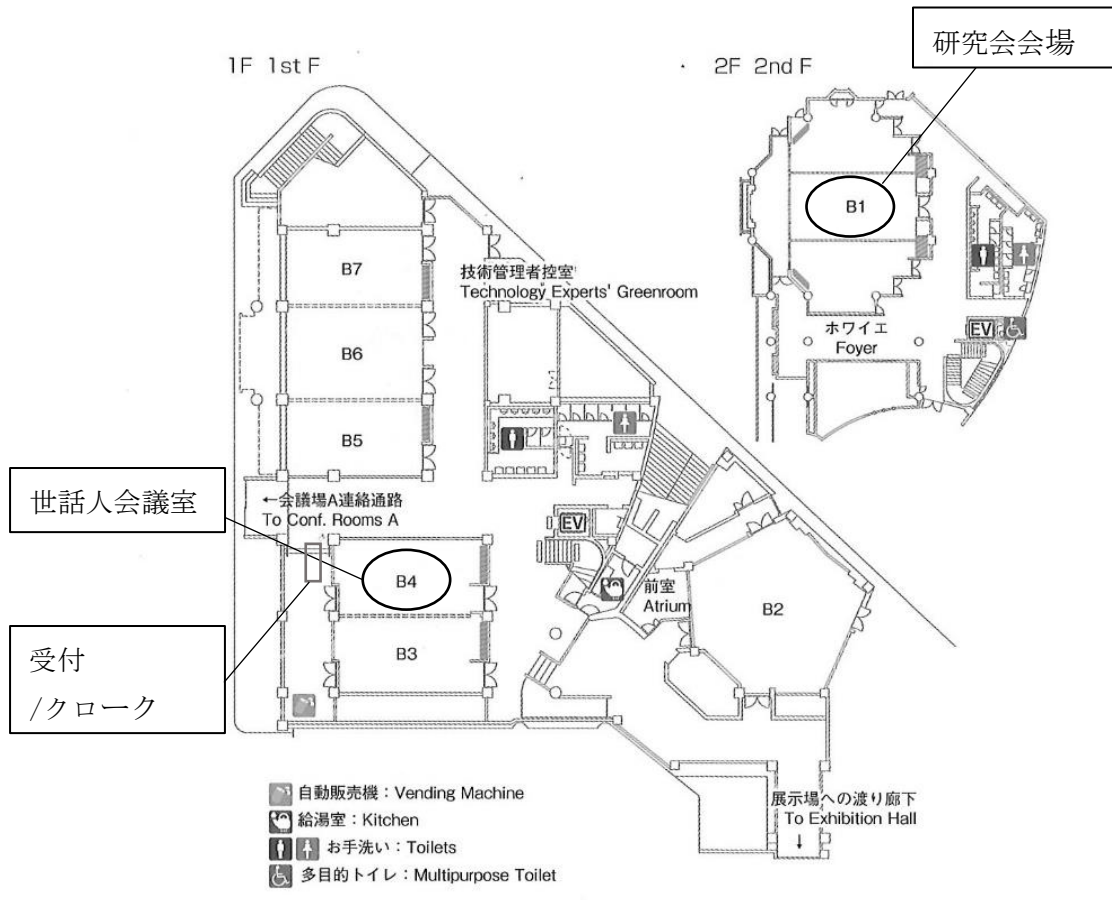 研究会会場
1F 1st F
2F 2nd F
B1
B7
技術管理者控室
Technology Experts' Greenroom
EV
ホワイエ
Foyer
B6
B5
世話人会議室
←会議場A連絡通路
To Conf. Rooms A
EV
B4
前室
Atrium
B2
受付
/クローク
B3
自動販売機：Vending Machine
給湯室：Kitchen
お手洗い：Toilets
多目的トイレ：Multipurpose Toilet
展示場への渡り廊下
To Exhibition Hall
↓